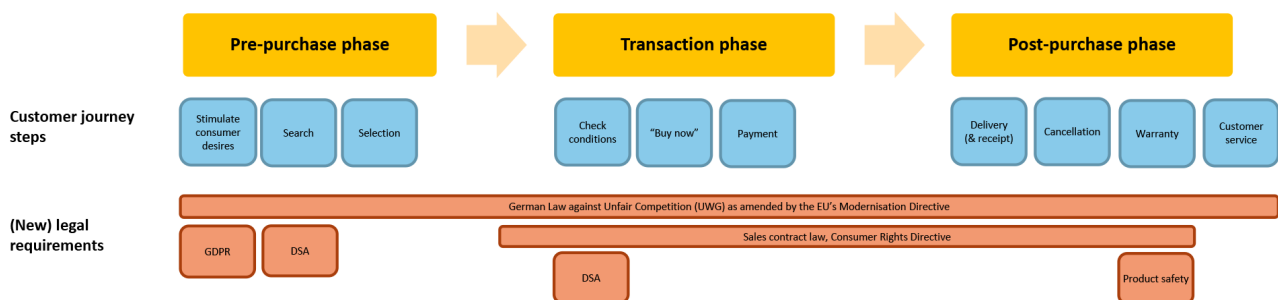 Pre-purchase phase
Transaction phase
Post-purchase phase
Customer journey
steps
Stimulate
consumer
desires
Search
Selection
Check
conditions
“Buy now”
Payment
Delivery
(& receipt)
Cancellation
Warranty
Customer
service
(New) legal
requirements
German Law against Unfair Competition (UWG) as amended by the EU’s Modernisation Directive
GDPR
DSA
Sales contract law, Consumer Rights Directive
DSA
Product safety